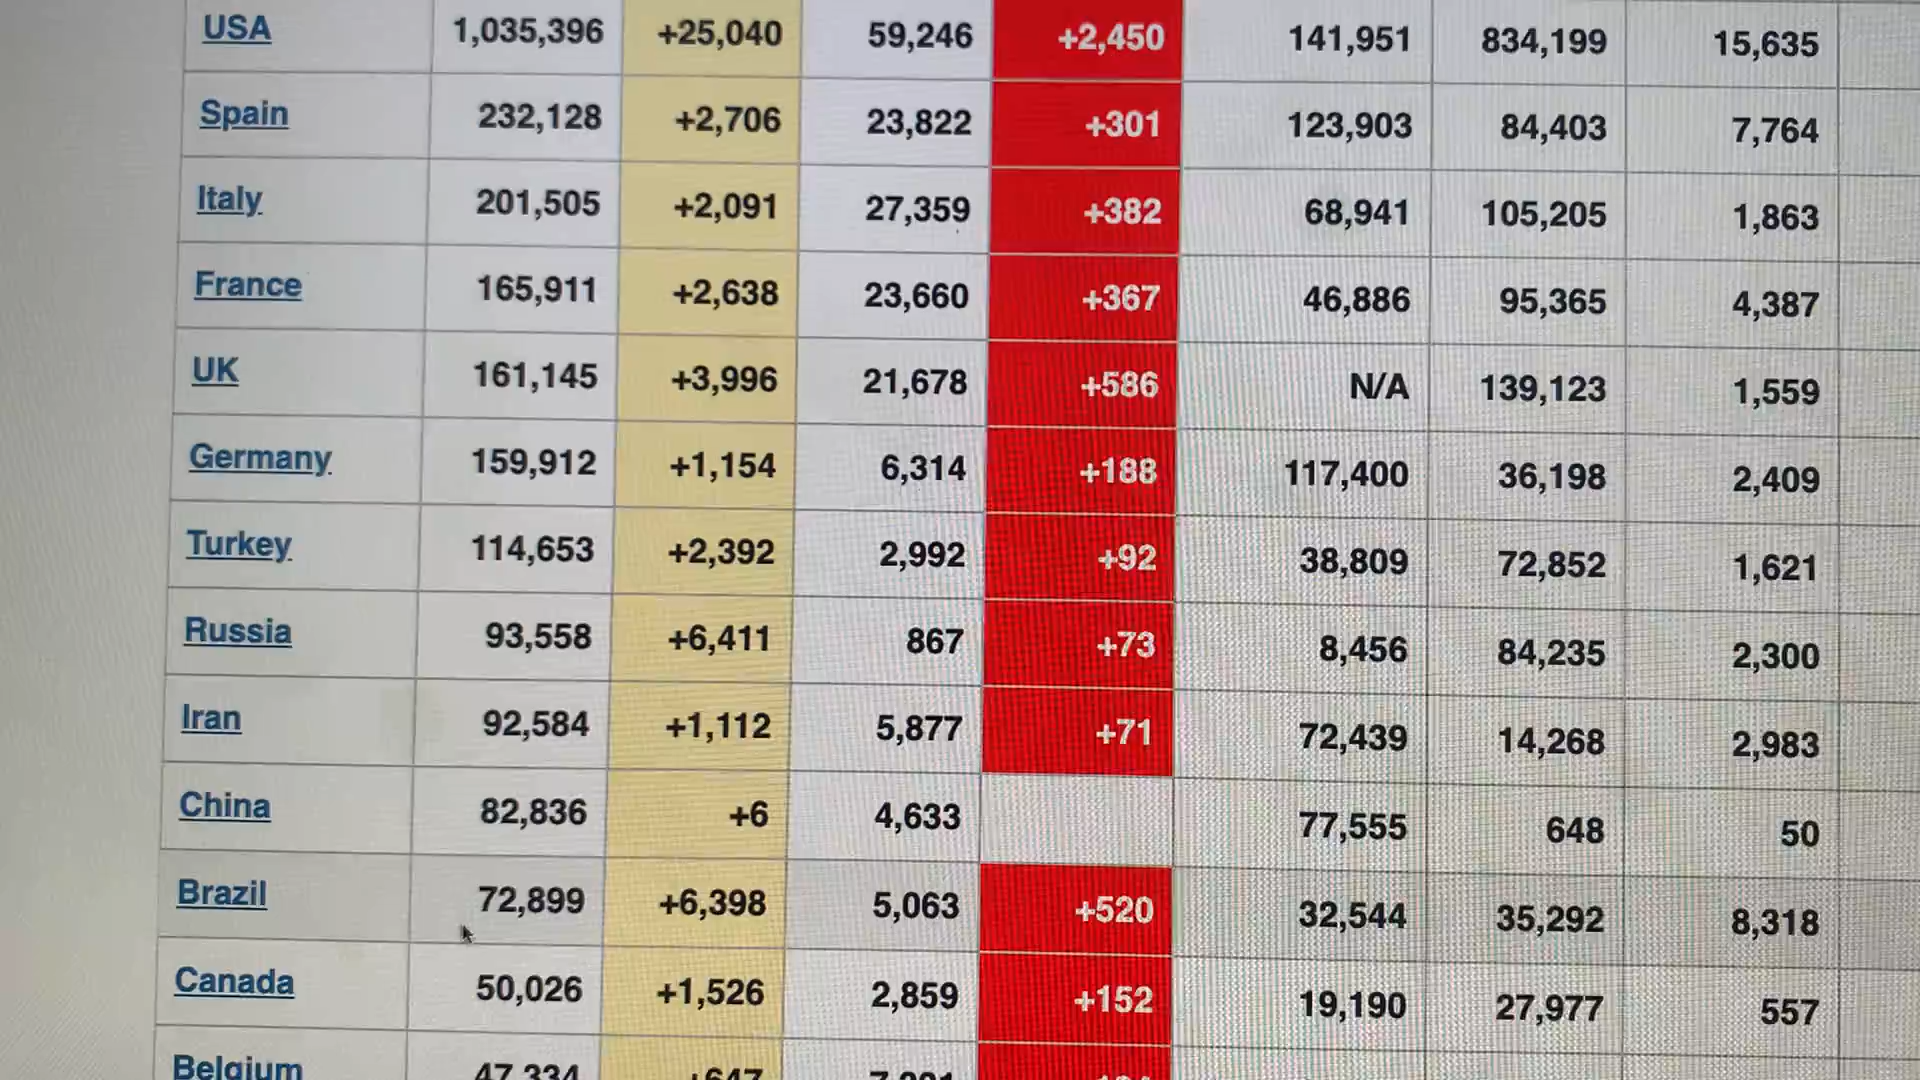 USA 1,035,396 +25,040 59,246 +2,450 141,951 834,199 15,635
Spain 232,128 +2,706 23,822 +301 123,903 84,403 7,764
Italy 201,505 +2,091 27,359 +382 68,941 105,205 1,863
France 165,911 +2,638 23,660 +367 46,886 95,365 4,387
UK 161,145 +3,996 21,678 +586 N/A 139,123 1,559
Germany 159,912 +1,154 6,314 +188 117,400 36,198 2,409
Turkey 114,653 +2,392 2,992 +92 38,809 72,852 1,621
Russia 93,558 +6,411 867 +73 8,456 84,235 2,300
Iran 92,584 +1,112 5,877 +71 72,439 14,268 2,983
China 82,836 +6 4,633 77,555 648 50
Brazil 72,899 +6,398 5,063 +520 32,544 35,292 8,318
Canada 50,026 +1,526 2,859 +152 19,190 27,977 557
Belgium 47,334 +647